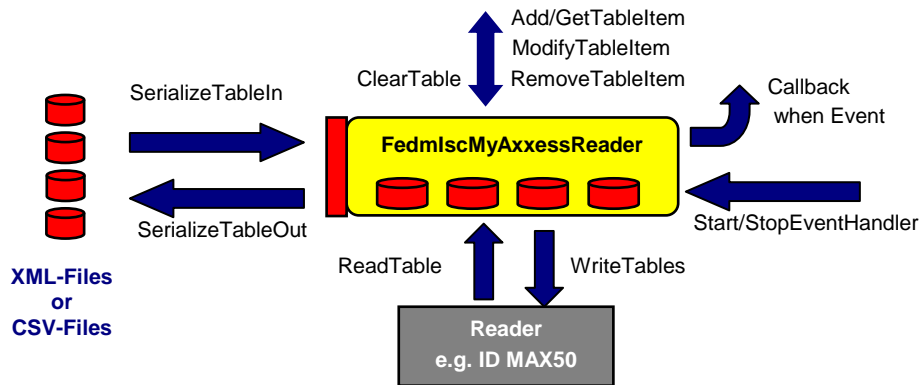 Add/GetTableItem
ModifyTableItem
ClearTable
RemoveTableItem
SerializeTableIn
Callback
when Event
FedmIscMyAxxessReader
SerializeTableOut
Start/StopEventHandler
ReadTable
WriteTables
XML-Files
or
CSV-Files
Reader
e.g. ID MAX50